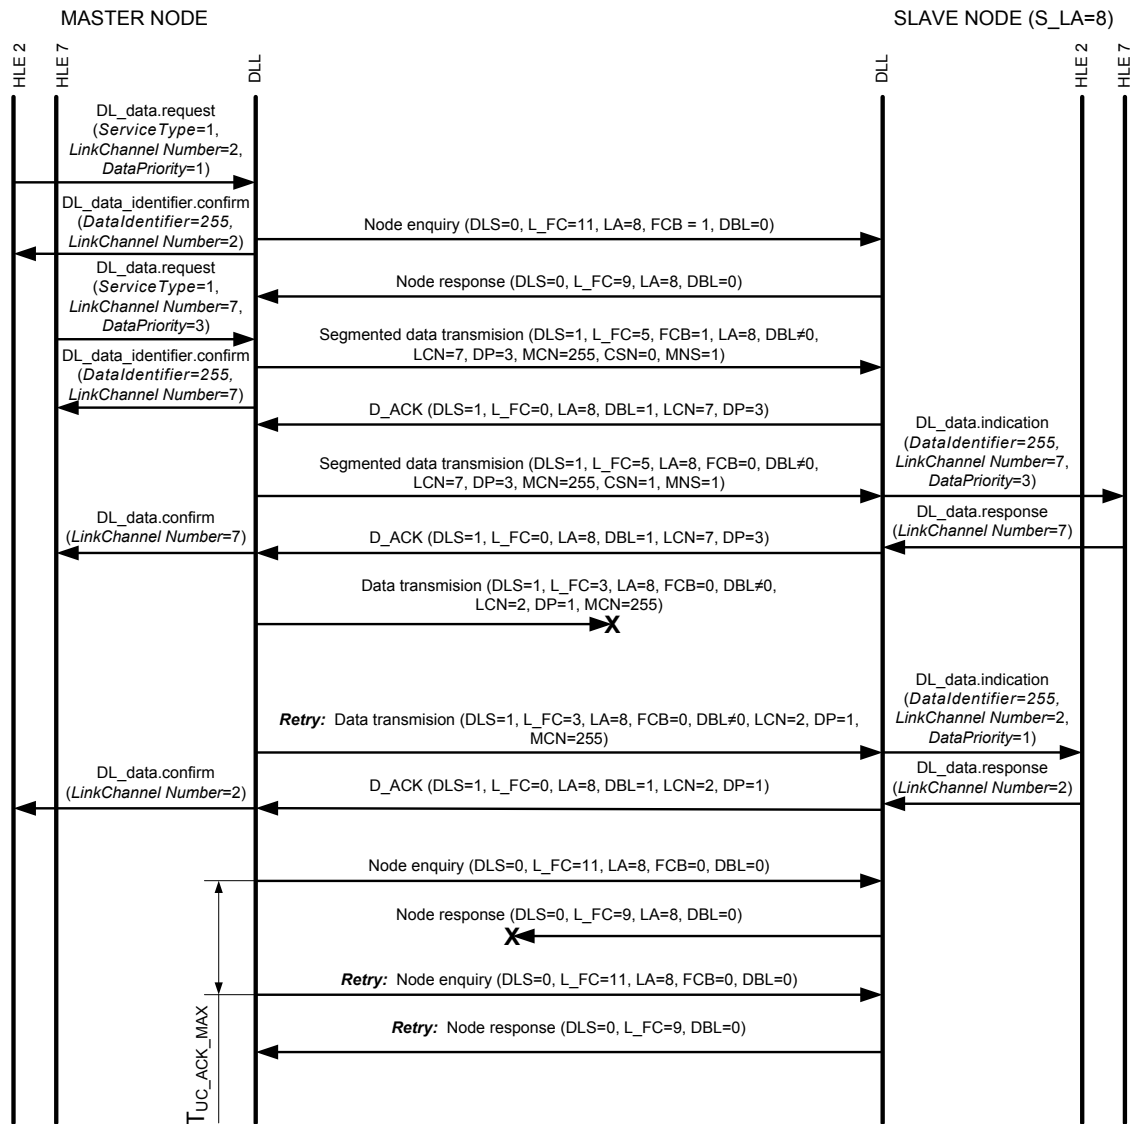 MASTER NODE
SLAVE NODE (S_LA=8)
HLE 2
HLE 7
DLL
DLL
HLE 2
HLE 7
DL_data.request
(ServiceType=1,
LinkChannel Number=2,
DataPriority=1)
DL_data_identifier.confirm
(DataIdentifier=255,
LinkChannel Number=2)
Node enquiry (DLS=0, L_FC=11, LA=8, FCB = 1, DBL=0)
DL_data.request
(ServiceType=1,
LinkChannel Number=7,
DataPriority=3)
Node response (DLS=0, L_FC=9, LA=8, DBL=0)
Segmented data transmision (DLS=1, L_FC=5, FCB=1, LA=8, DBL≠0,
LCN=7, DP=3, MCN=255, CSN=0, MNS=1)
DL_data_identifier.confirm
(DataIdentifier=255,
LinkChannel Number=7)
D_ACK (DLS=1, L_FC=0, LA=8, DBL=1, LCN=7, DP=3)
DL_data.indication
(DataIdentifier=255,
LinkChannel Number=7,
DataPriority=3)
Segmented data transmision (DLS=1, L_FC=5, LA=8, FCB=0, DBL≠0,
LCN=7, DP=3, MCN=255, CSN=1, MNS=1)
DL_data.response
(LinkChannel Number=7)
DL_data.confirm
(LinkChannel Number=7)
D_ACK (DLS=1, L_FC=0, LA=8, DBL=1, LCN=7, DP=3)
Data transmision (DLS=1, L_FC=3, LA=8, FCB=0, DBL≠0,
LCN=2, DP=1, MCN=255)
X
DL_data.indication
(DataIdentifier=255,
LinkChannel Number=2,
DataPriority=1)
Retry: Data transmision (DLS=1, L_FC=3, LA=8, FCB=0, DBL≠0, LCN=2, DP=1,
MCN=255)
DL_data.response
(LinkChannel Number=2)
DL_data.confirm
(LinkChannel Number=2)
D_ACK (DLS=1, L_FC=0, LA=8, DBL=1, LCN=2, DP=1)
Node enquiry (DLS=0, L_FC=11, LA=8, FCB=0, DBL=0)
Node response (DLS=0, L_FC=9, LA=8, DBL=0)
X
Retry: Node enquiry (DLS=0, L_FC=11, LA=8, FCB=0, DBL=0)
Retry: Node response (DLS=0, L_FC=9, DBL=0)
TUC_ACK_MAX